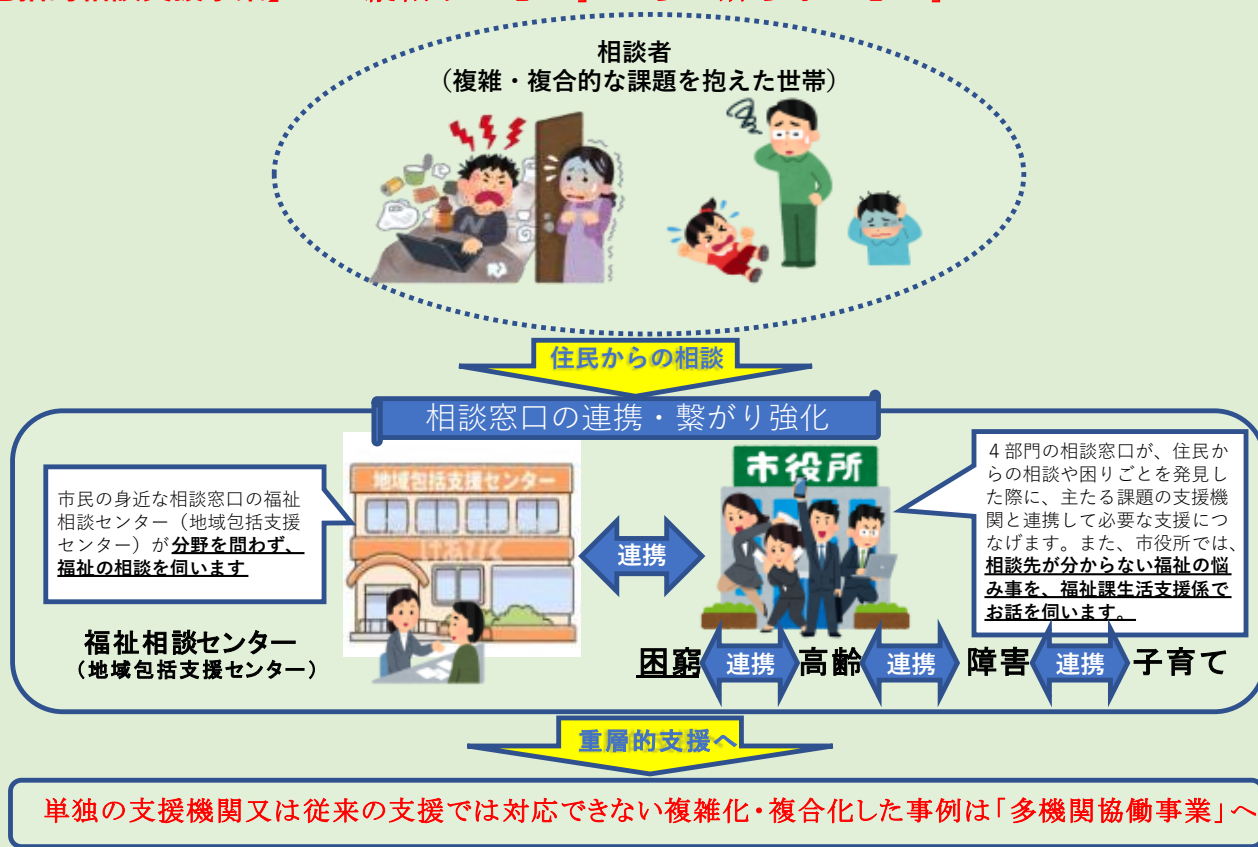 相談者
（複雑・複合的な課題を抱えた世帯）
住民からの相談
相談窓口の連携・繋がり強化
市民の身近な相談窓口の福祉
相談センター（地域包括支援
センター）が分野を問わず、
福祉の相談を伺います
地域包括支援センター
福祉相談センター
（地域包括支援センター）
連携
市役所
４部門の相談窓口が、住民か
らの相談や困りごとを発見し
た際に、主たる課題の支援機
関と連携して必要な支援につ
なげます。また、市役所では、
相談先が分からない福祉の悩
み事を、福祉課生活支援係で
お話を伺います。
困窮 連携 高齢 連携 障害 連携 子育て
重層的支援へ
単独の支援機関又は従来の支援では対応できない複雑化・複合化した事例は「多機関協働事業」へ